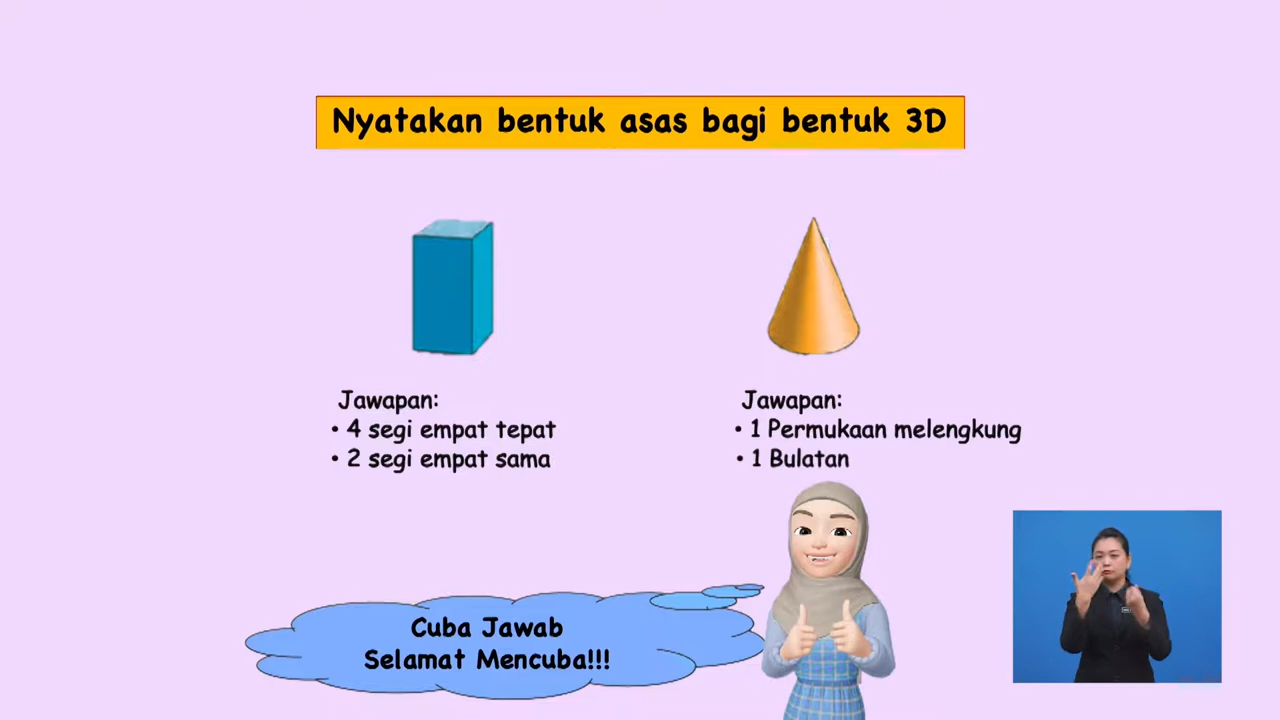 Nyatakan bentuk asas bagi bentuk 3D
Jawapan:
• 4 segi empat tepat
• 2 segi empat sama
Jawapan:
• 1 Permukaan melengkung
• 1 Bulatan
Cuba Jawab
Selamat Mencuba!!!